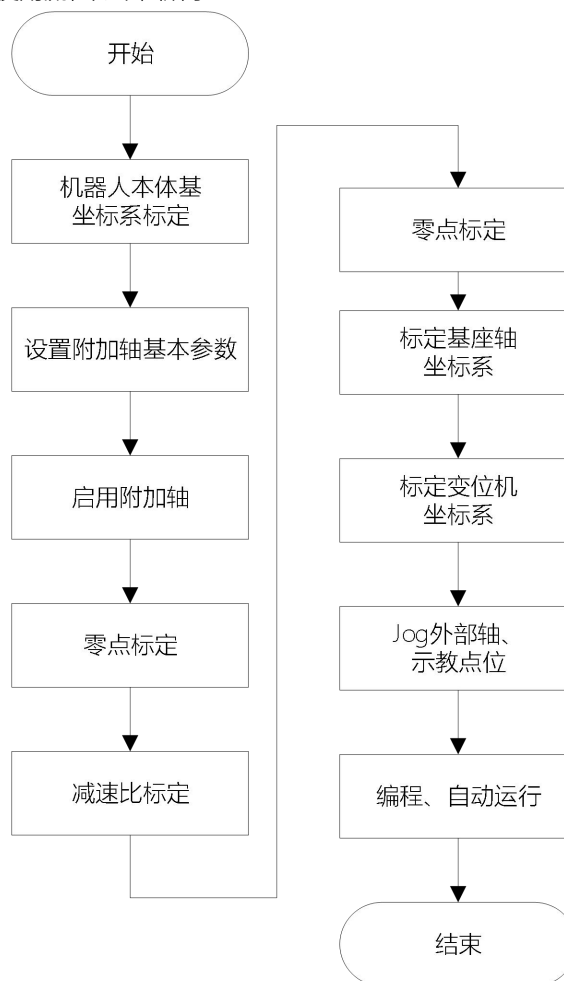 开始
机器人本体基
坐标系标定
设置附加轴基本参数
启用附加轴
零点标定
减速比标定
零点标定
标定基座轴
坐标系
标定变位机
坐标系
Jog外部轴、
示教点位
编程、自动运行
结束